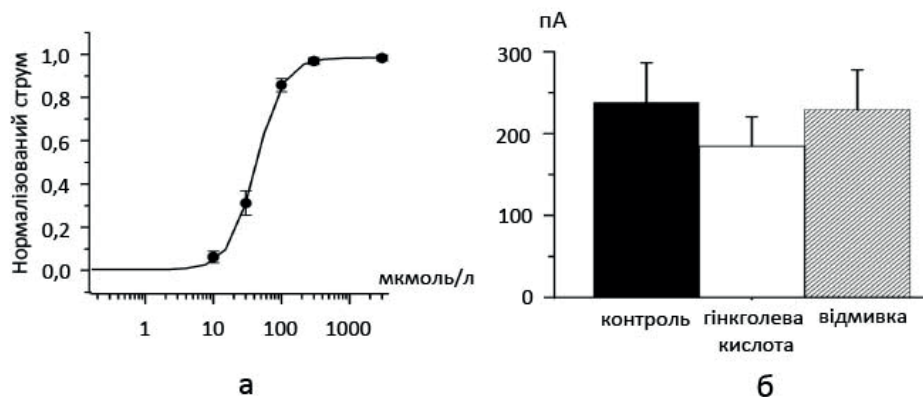 Нормалізований струм
1,0
0,8
0,6
0,4
0,2
0,0
мкмоль/л
1 10 100 1000
а
пА
300
200
100
0
контроль гінкголева кислота відмивка
б